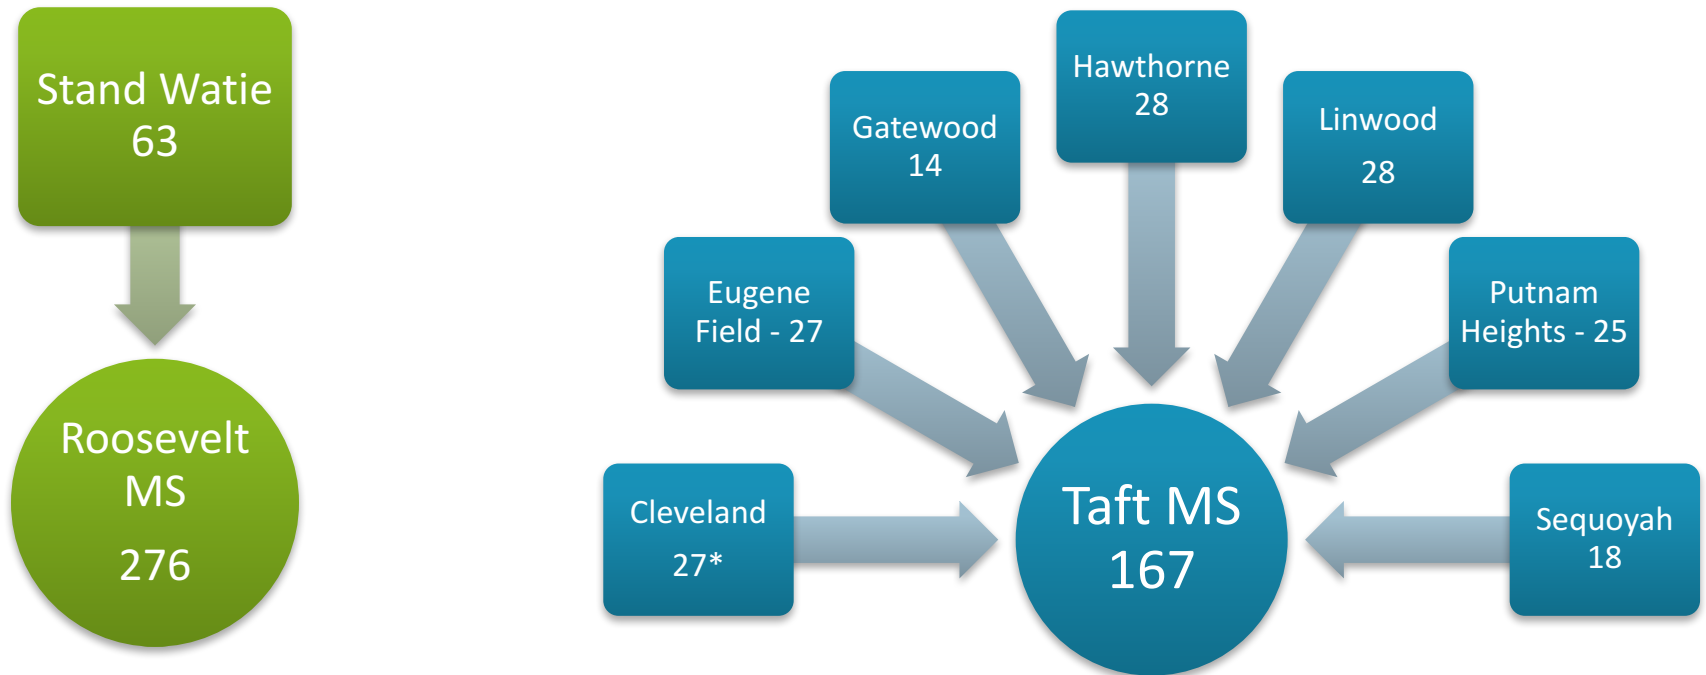 Stand Watie
63
Roosevelt
MS
276
Hawthorne
28
Gatewood
14
Linwood
28
Eugene
Field - 27
Putnam
Heights - 25
Cleveland
27*
Taft MS
167
Sequoyah
18